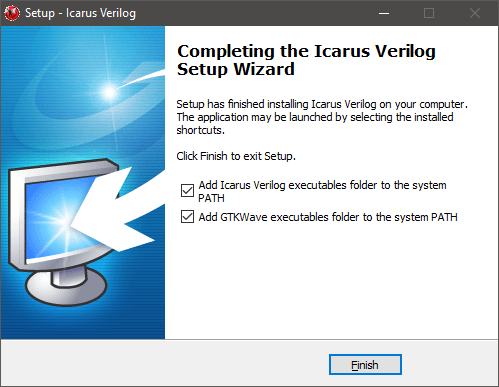 Setup - Icarus Verilog
Completing the Icarus Verilog
Setup Wizard
Setup has finished installing Icarus Verilog on your computer.
The application may be launched by selecting the installed
shortcuts.
Click Finish to exit Setup.
Add Icarus Verilog executables folder to the system
PATH
Add GTKWave executables folder to the system PATH
Finish